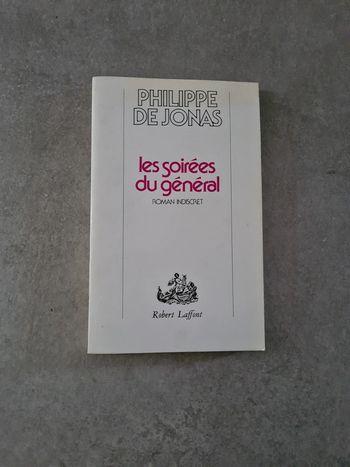 PHILIPPE
DE JONAS
les soirées
du général
ROMAN INDISCRET
Robert Laffont